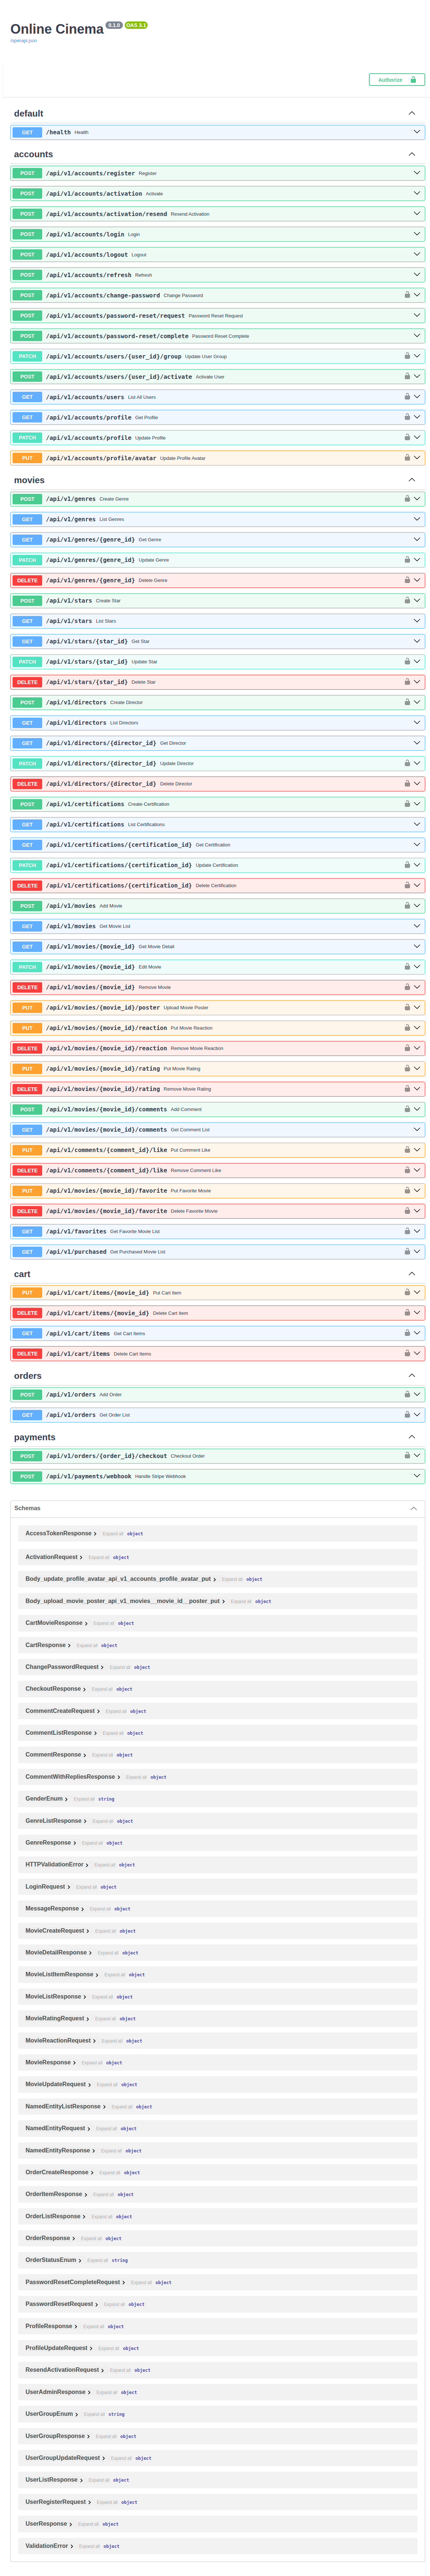 Online Cinema 0.1.0 OAS 3.1
/openapi.json
Authorize
default
GET /health Health
accounts
POST /api/v1/accounts/register Register
POST /api/v1/accounts/activation Activate
POST /api/v1/accounts/activation/resend Resend Activation
POST /api/v1/accounts/login Login
POST /api/v1/accounts/logout Logout
POST /api/v1/accounts/refresh Refresh
POST /api/v1/accounts/change-password Change Password
POST /api/v1/accounts/password-reset/request Password Reset Request
POST /api/v1/accounts/password-reset/complete Password Reset Complete
PATCH /api/v1/accounts/users/{user_id}/group Update User Group
POST /api/v1/accounts/users/{user_id}/activate Activate User
GET /api/v1/accounts/users List All Users
GET /api/v1/accounts/profile Get Profile
PATCH /api/v1/accounts/profile Update Profile
PUT /api/v1/accounts/profile/avatar Update Profile Avatar
movies
POST /api/v1/genres Create Genre
GET /api/v1/genres List Genres
GET /api/v1/genres/{genre_id} Get Genre
PATCH /api/v1/genres/{genre_id} Update Genre
DELETE /api/v1/genres/{genre_id} Delete Genre
POST /api/v1/stars Create Star
GET /api/v1/stars List Stars
GET /api/v1/stars/{star_id} Get Star
PATCH /api/v1/stars/{star_id} Update Star
DELETE /api/v1/stars/{star_id} Delete Star
POST /api/v1/directors Create Director
GET /api/v1/directors List Directors
GET /api/v1/directors/{director_id} Get Director
PATCH /api/v1/directors/{director_id} Update Director
DELETE /api/v1/directors/{director_id} Delete Director
POST /api/v1/certifications Create Certification
GET /api/v1/certifications List Certifications
GET /api/v1/certifications/{certification_id} Get Certification
PATCH /api/v1/certifications/{certification_id} Update Certification
DELETE /api/v1/certifications/{certification_id} Delete Certification
POST /api/v1/movies Add Movie
GET /api/v1/movies Get Movie List
GET /api/v1/movies/{movie_id} Get Movie Detail
PATCH /api/v1/movies/{movie_id} Edit Movie
DELETE /api/v1/movies/{movie_id} Remove Movie
PUT /api/v1/movies/{movie_id}/poster Upload Movie Poster
PUT /api/v1/movies/{movie_id}/reaction Put Movie Reaction
DELETE /api/v1/movies/{movie_id}/reaction Remove Movie Reaction
PUT /api/v1/movies/{movie_id}/rating Put Movie Rating
DELETE /api/v1/movies/{movie_id}/rating Remove Movie Rating
POST /api/v1/movies/{movie_id}/comments Add Comment
GET /api/v1/movies/{movie_id}/comments Get Comment List
PUT /api/v1/comments/{comment_id}/like Put Comment Like
DELETE /api/v1/comments/{comment_id}/like Remove Comment Like
PUT /api/v1/movies/{movie_id}/favorite Put Favorite Movie
DELETE /api/v1/movies/{movie_id}/favorite Delete Favorite Movie
GET /api/v1/favorites Get Favorite Movie List
GET /api/v1/purchased Get Purchased Movie List
cart
PUT /api/v1/cart/items/{movie_id} Put Cart Item
DELETE /api/v1/cart/items/{movie_id} Delete Cart Item
GET /api/v1/cart/items Get Cart Items
DELETE /api/v1/cart/items Delete Cart Items
orders
POST /api/v1/orders Add Order
GET /api/v1/orders Get Order List
payments
POST /api/v1/orders/{order_id}/checkout Checkout Order
POST /api/v1/payments/webhook Handle Stripe Webhook
Schemas
AccessTokenResponse Expand all object
ActivationRequest Expand all object
Body_update_profile_avatar_api_v1_accounts_profile_avatar_put Expand all object
Body_upload_movie_poster_api_v1_movies__movie_id__poster_put Expand all object
CartMovieResponse Expand all object
CartResponse Expand all object
ChangePasswordRequest Expand all object
CheckoutResponse Expand all object
CommentCreateRequest Expand all object
CommentListResponse Expand all object
CommentResponse Expand all object
CommentWithRepliesResponse Expand all object
GenderEnum Expand all string
GenreListResponse Expand all object
GenreResponse Expand all object
HTTPValidationError Expand all object
LoginRequest Expand all object
MessageResponse Expand all object
MovieCreateRequest Expand all object
MovieDetailResponse Expand all object
MovieListItemResponse Expand all object
MovieListResponse Expand all object
MovieRatingRequest Expand all object
MovieReactionRequest Expand all object
MovieResponse Expand all object
MovieUpdateRequest Expand all object
NamedEntityListResponse Expand all object
NamedEntityRequest Expand all object
NamedEntityResponse Expand all object
OrderCreateResponse Expand all object
OrderItemResponse Expand all object
OrderListResponse Expand all object
OrderResponse Expand all object
OrderStatusEnum Expand all string
PasswordResetCompleteRequest Expand all object
PasswordResetRequest Expand all object
ProfileResponse Expand all object
ProfileUpdateRequest Expand all object
ResendActivationRequest Expand all object
UserAdminResponse Expand all object
UserGroupEnum Expand all string
UserGroupResponse Expand all object
UserGroupUpdateRequest Expand all object
UserListResponse Expand all object
UserRegisterRequest Expand all object
UserResponse Expand all object
ValidationError Expand all object